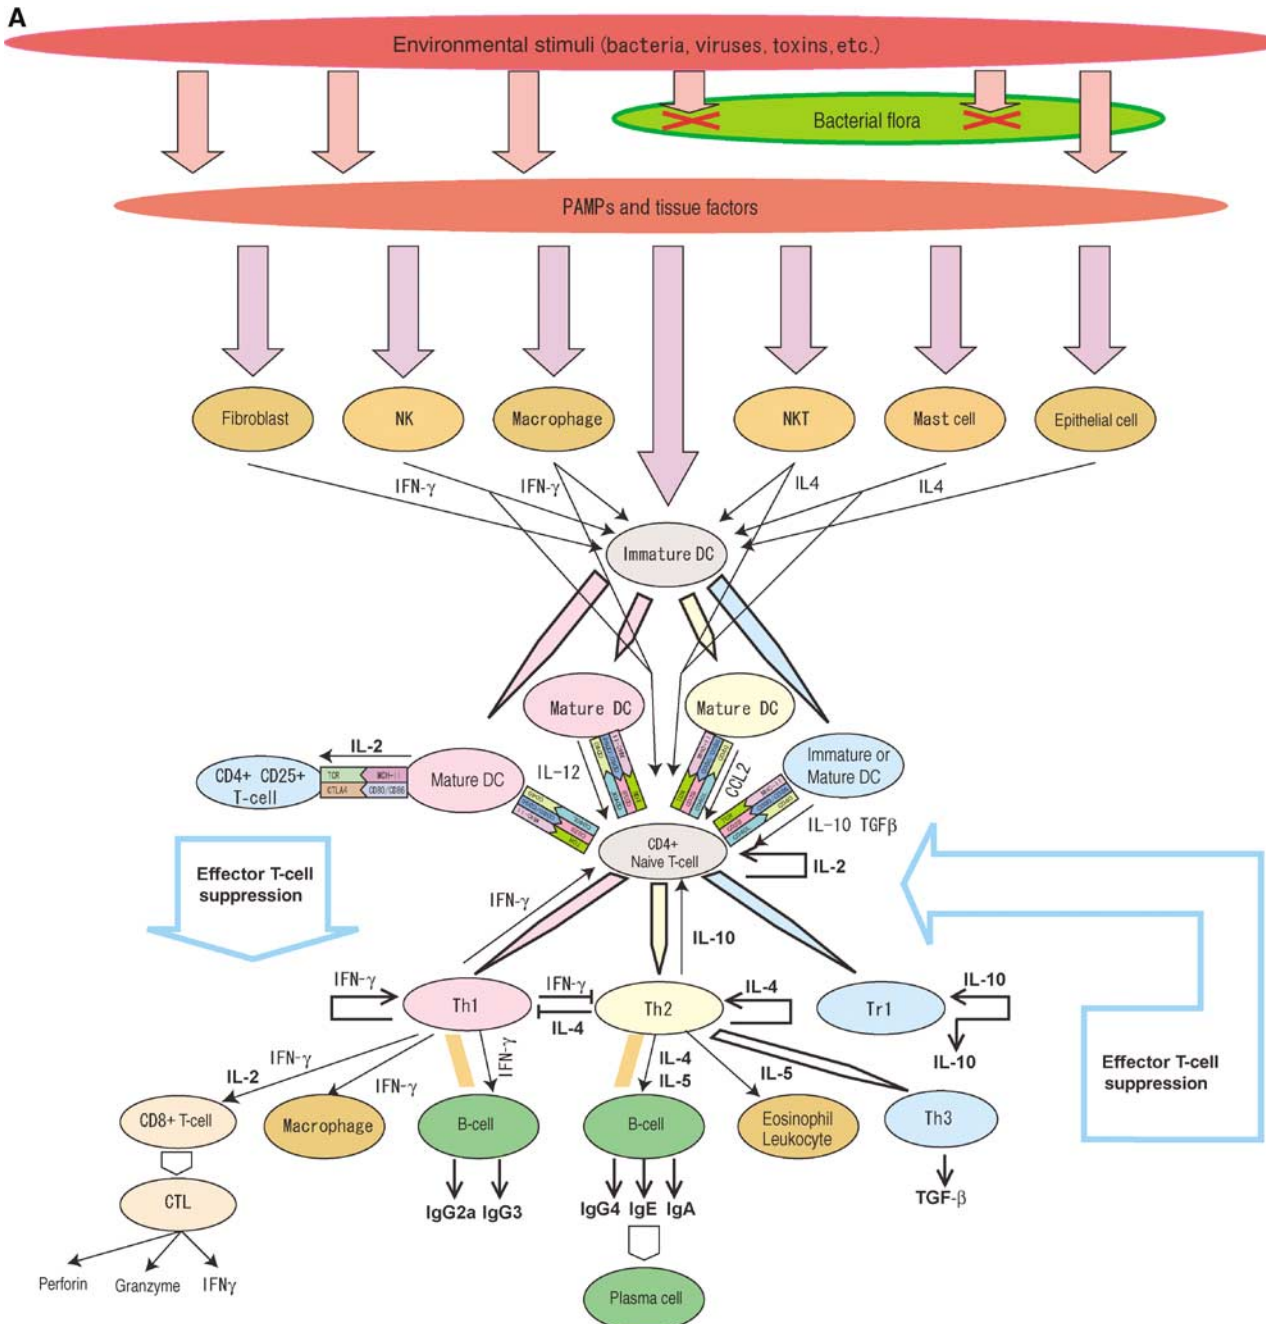 A
Environmental stimuli (bacteria, viruses, toxins, etc.)
Bacterial flora
PAMPs and tissue factors
Fibroblast
NK
Macrophage
NKT
Mast cell
Epithelial cell
IFN-γ
IFN-γ
IL4
IL4
Immature DC
Mature DC
Mature DC
IL-2
CD4+ CD25+
T-cell
TCR
MCH-II
CTLA4
CD80/CD86
Mature DC
IL-12
CCL2
Immature or
Mature DC
IL-10 TGFβ
CD4+
Naive T-cell
IL-2
Effector T-cell
suppression
IFN-γ
IL-10
IFN-γ
Th1
IFN-γ
IL-4
Th2
IL-4
Tr1
IL-10
IL-10
Effector T-cell
suppression
IFN-γ
IL-2
IFN-γ
IFN-γ
IL-4
IL-5
IL-5
CD8+ T-cell
Macrophage
B-cell
B-cell
Eosinophil
Leukocyte
Th3
CTL
IgG2a IgG3
IgG4 IgE IgA
TGF-β
Perforin
Granzyme
IFNγ
Plasma cell